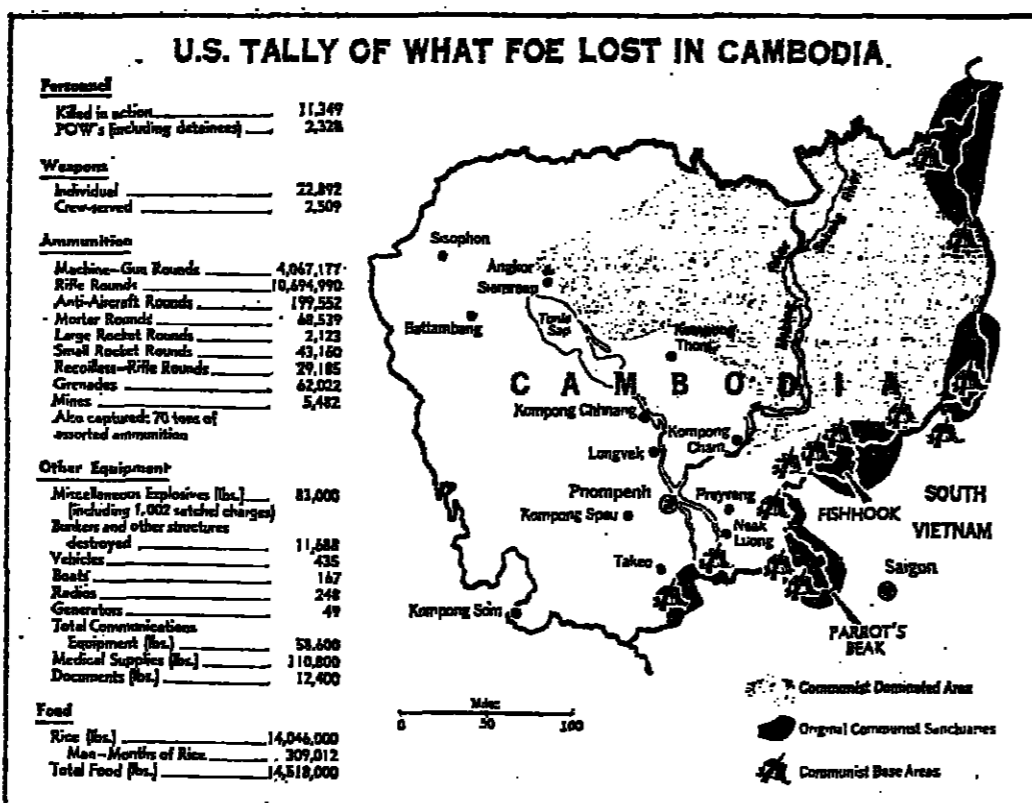 U.S. TALLY OF WHAT FOE LOST IN CAMBODIA
Personnel
Killed in action 11,349
POW's (including detainees) 2,328
Weapons
Individual 22,892
Crew-served 2,509
Ammunition
Machine-Gun Rounds 4,067,177
Rifle Rounds 10,694,990
Anti-Aircraft Rounds 199,552
Mortar Rounds 68,539
Large Rocket Rounds 2,123
Small Rocket Rounds 43,160
Recoilless-Rifle Rounds 29,185
Grenades 62,022
Mines 5,482
Also captured: 70 tons of
assorted ammunition
Other Equipment
Miscellaneous Explosives (lbs.) 83,000
(including 1,002 satchel charges)
Bunkers and other structures
destroyed 11,688
Vehicles 435
Boats 167
Radios 248
Generators 49
Total Communications
Equipment (lbs.) 58,600
Medical Supplies (lbs.) 110,800
Documents (lbs.) 12,400
Food
Rice (lbs.) 14,046,000
Man-Months of Rice 309,012
Total Food (lbs.) 14,518,000
Sisophon
Angkor
Siemreap
Battambang
Tonle
Sap
Kompong
Thom
Mekong
River
CAMBODIA
Kompong Chhnang
Kompong
Cham
Longvek
Pnompenh
Preyveng
Kompong Speu
Neak
Luong
Takeo
Kompong Som
FISHHOOK
SOUTH
VIETNAM
Saigon
PARROT'S
BEAK
Miles
0 50 100
Communist Dominated Area
Original Communist Sanctuaries
Communist Base Areas